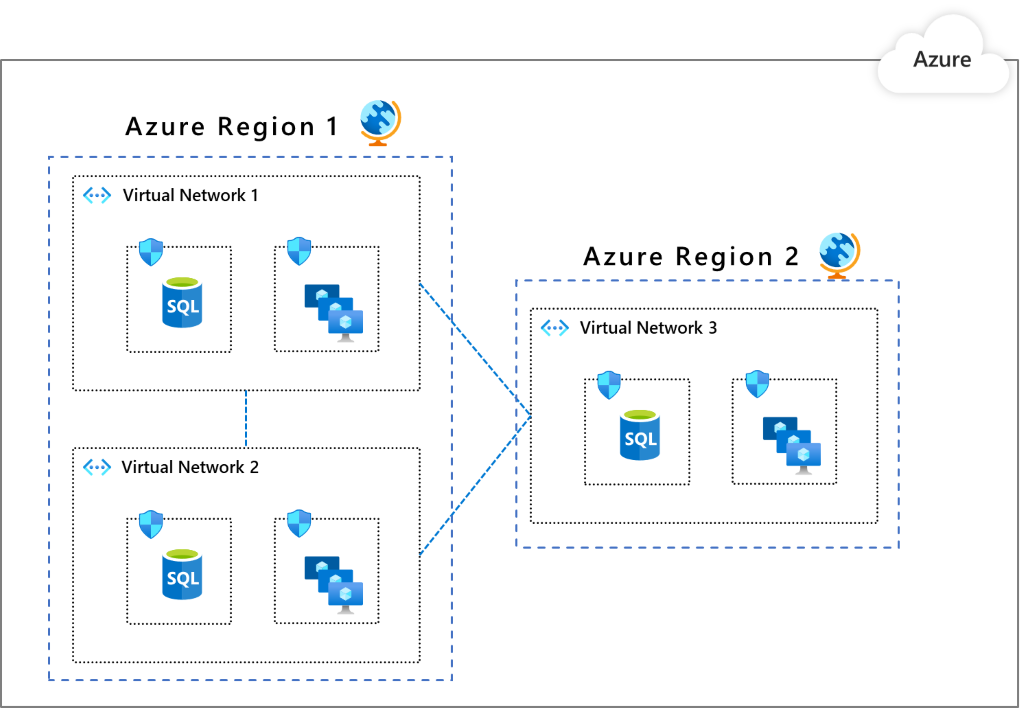 Azure
Azure Region 1
Virtual Network 1
SQL
Virtual Network 2
SQL
Azure Region 2
Virtual Network 3
SQL